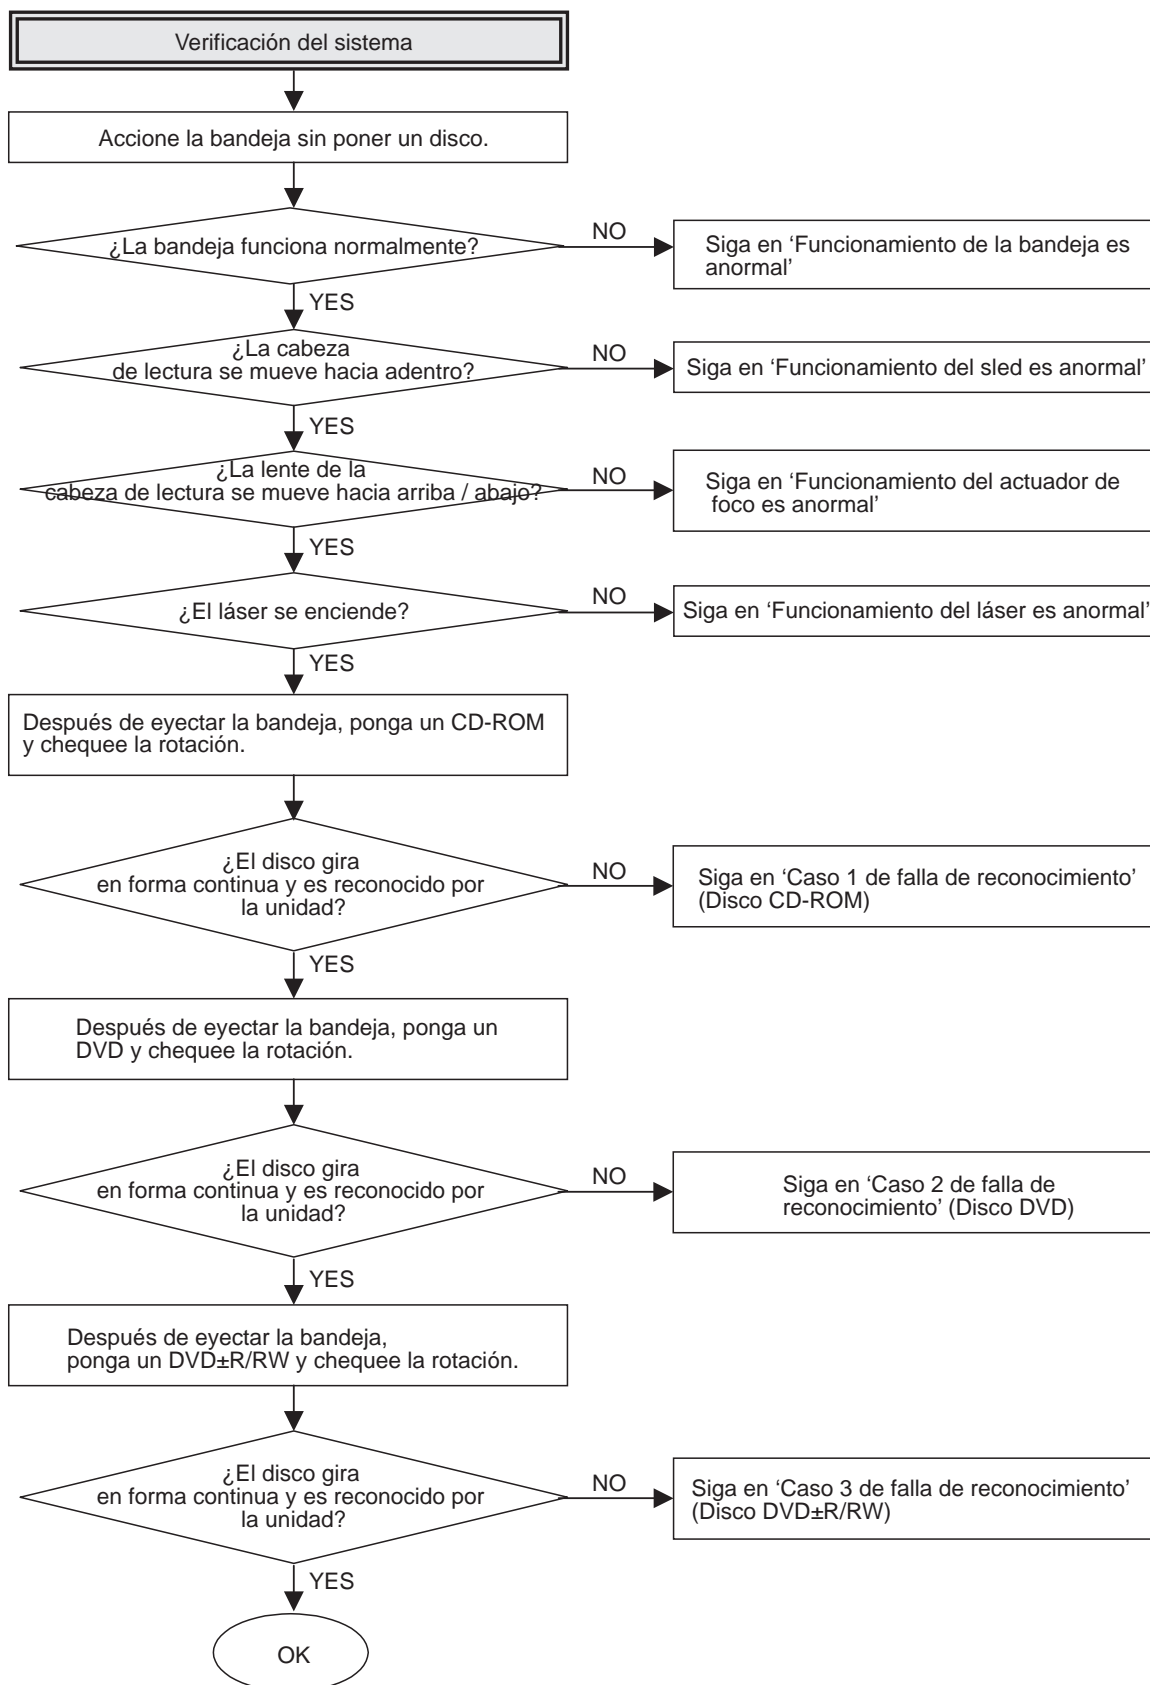 Verificación del sistema
Accione la bandeja sin poner un disco.
¿La bandeja funciona normalmente?
NO
Siga en ‘Funcionamiento de la bandeja es
anormal’
YES
¿La cabeza
de lectura se mueve hacia adentro?
NO
Siga en ‘Funcionamiento del sled es anormal’
YES
¿La lente de la
cabeza de lectura se mueve hacia arriba / abajo?
NO
Siga en ‘Funcionamiento del actuador de
foco es anormal’
YES
¿El láser se enciende?
NO
Siga en ‘Funcionamiento del láser es anormal’
YES
Después de eyectar la bandeja, ponga un CD-ROM
y chequee la rotación.
¿El disco gira
en forma continua y es reconocido por
la unidad?
NO
Siga en ‘Caso 1 de falla de reconocimiento’
(Disco CD-ROM)
YES
Después de eyectar la bandeja, ponga un
DVD y chequee la rotación.
¿El disco gira
en forma continua y es reconocido por
la unidad?
NO
Siga en ‘Caso 2 de falla de
reconocimiento’ (Disco DVD)
YES
Después de eyectar la bandeja,
ponga un DVD±R/RW y chequee la rotación.
¿El disco gira
en forma continua y es reconocido por
la unidad?
NO
Siga en ‘Caso 3 de falla de reconocimiento’
(Disco DVD±R/RW)
YES
OK